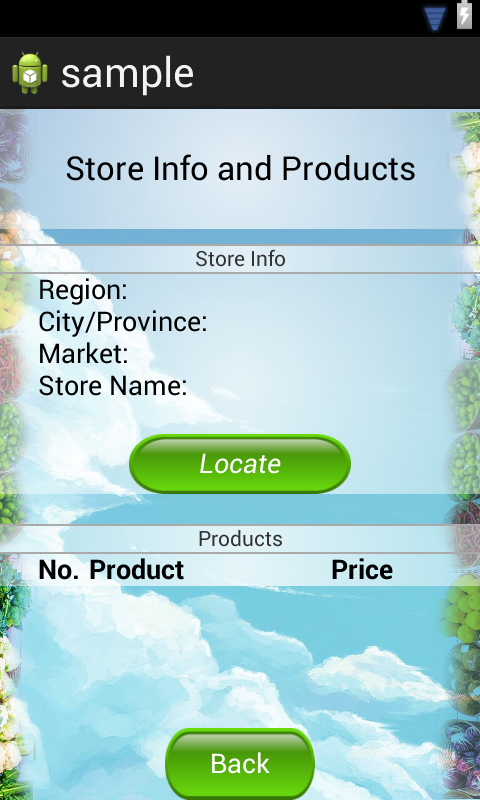 sample
Store Info and Products
Store Info
Region:
City/Province:
Market:
Store Name:
Locate
Products
No. Product Price
Back